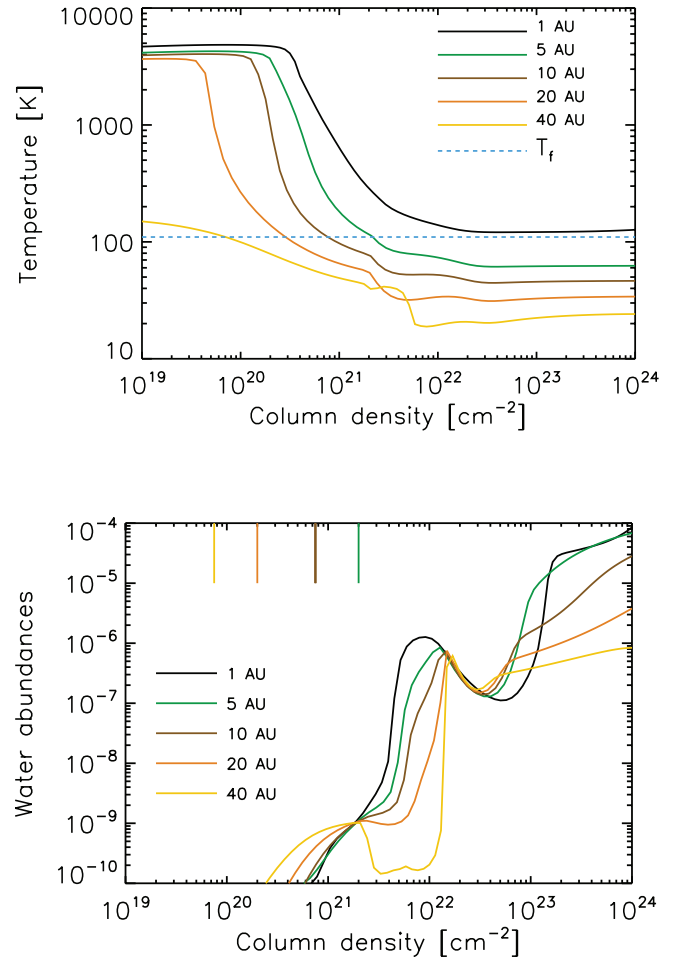 10000
1000
100
10
Temperature [K]
1 AU
5 AU
10 AU
20 AU
40 AU
T_f
10^19 10^20 10^21 10^22 10^23 10^24
Column density [cm^-2]
10^-4
10^-5
10^-6
10^-7
10^-8
10^-9
10^-10
Water abundances
1 AU
5 AU
10 AU
20 AU
40 AU
10^19 10^20 10^21 10^22 10^23 10^24
Column density [cm^-2]